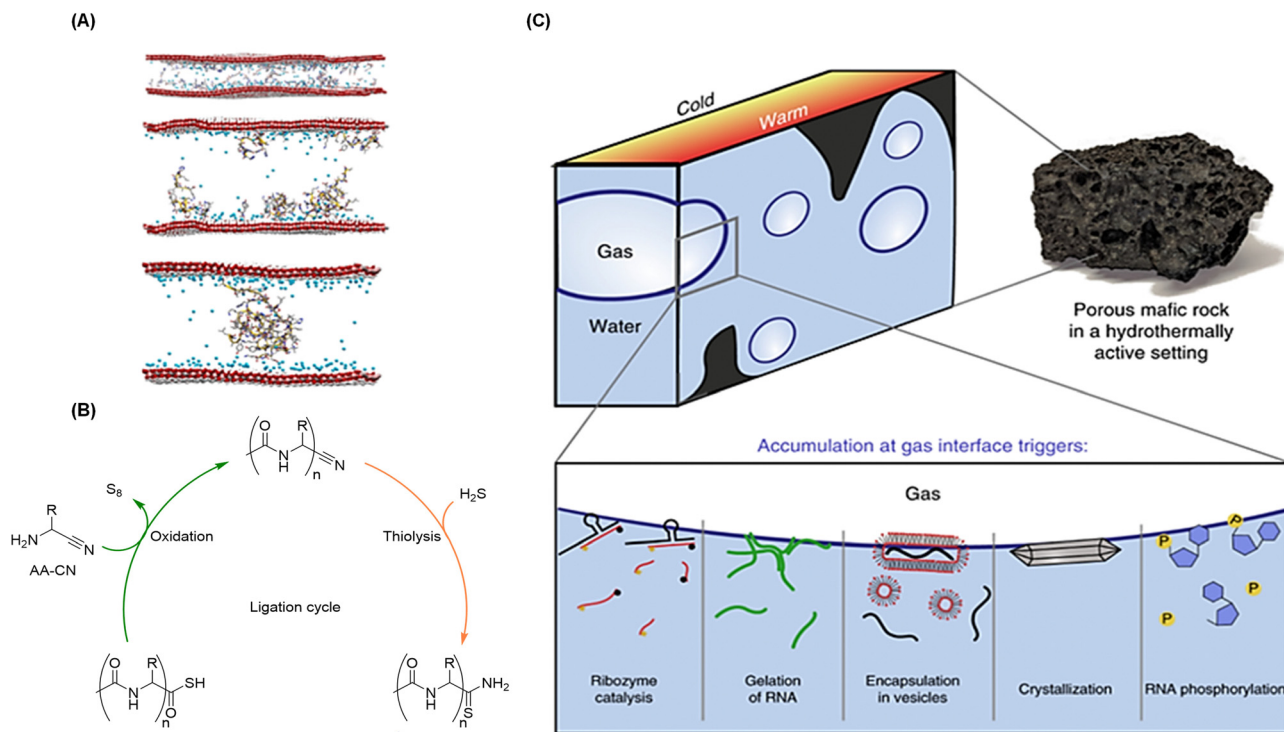 (A)
(B)
O
R
N
H
N
n
S8
H2S
R
H2N
N
AA-CN
Oxidation
Thiolysis
Ligation cycle
O
R
N
H
SH
O
n
O
R
N
H
NH2
S
n
(C)
Cold
Warm
Gas
Water
Porous mafic rock
in a hydrothermally
active setting
Accumulation at gas interface triggers:
Gas
P
P
P
P
P
Ribozyme
catalysis
Gelation
of RNA
Encapsulation
in vesicles
Crystallization
RNA phosphorylation